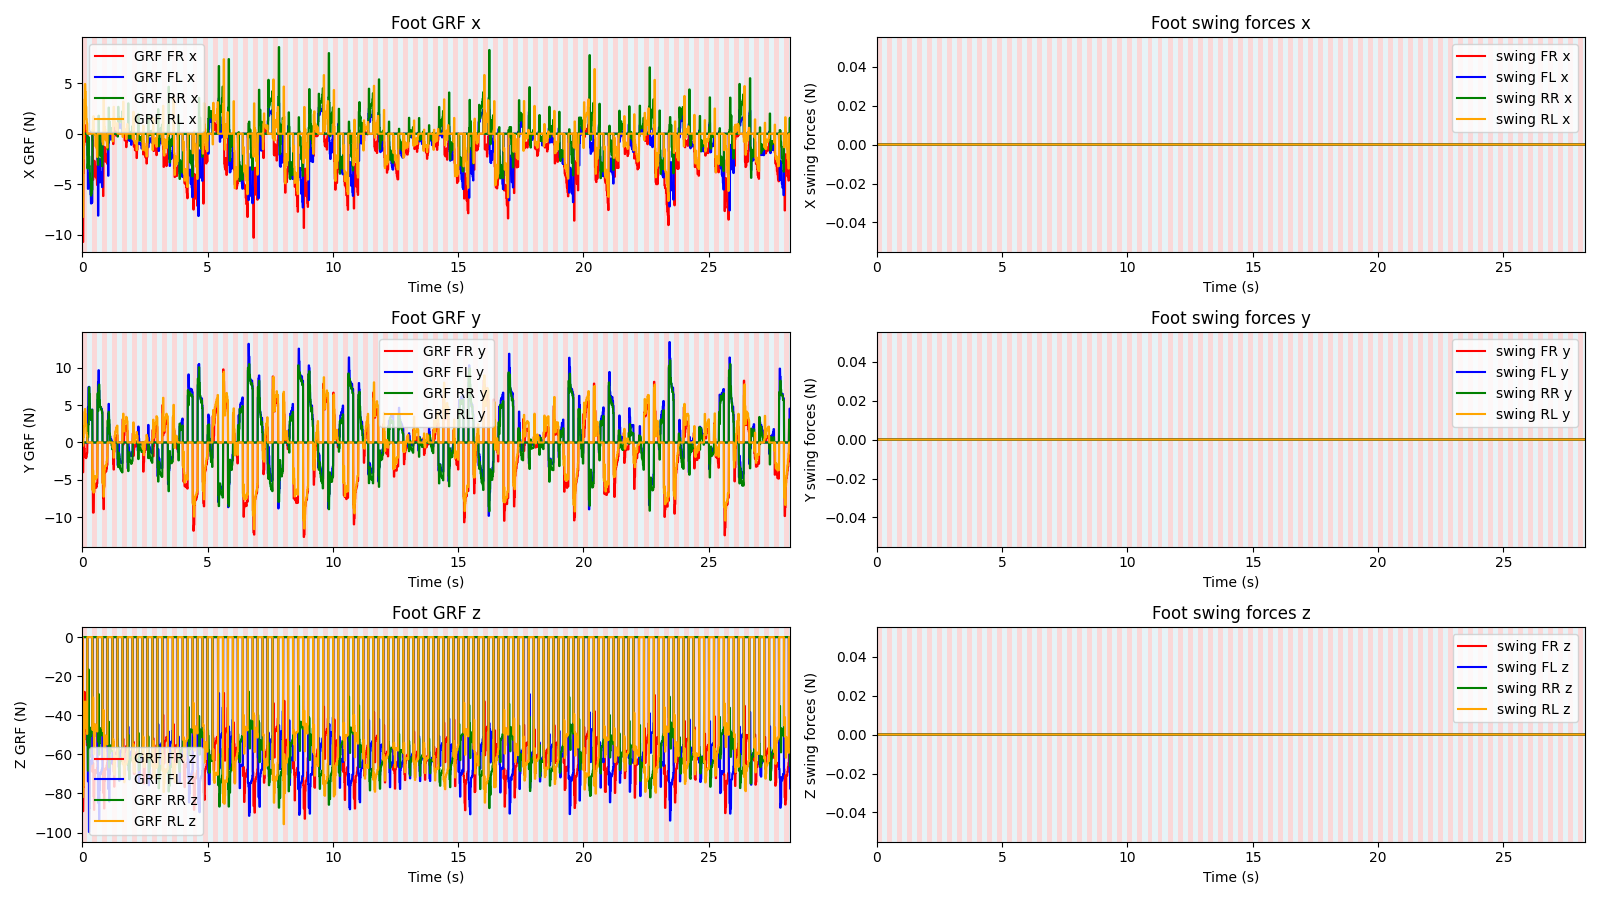 Foot GRF x
X GRF (N)
5
0
−5
−10
GRF FR x
GRF FL x
GRF RR x
GRF RL x
0 5 10 15 20 25
Time (s)
Foot swing forces x
X swing forces (N)
0.04
0.02
0.00
−0.02
−0.04
swing FR x
swing FL x
swing RR x
swing RL x
0 5 10 15 20 25
Time (s)
Foot GRF y
Y GRF (N)
10
5
0
−5
−10
GRF FR y
GRF FL y
GRF RR y
GRF RL y
0 5 10 15 20 25
Time (s)
Foot swing forces y
Y swing forces (N)
0.04
0.02
0.00
−0.02
−0.04
swing FR y
swing FL y
swing RR y
swing RL y
0 5 10 15 20 25
Time (s)
Foot GRF z
Z GRF (N)
0
−20
−40
−60
−80
−100
GRF FR z
GRF FL z
GRF RR z
GRF RL z
0 5 10 15 20 25
Time (s)
Foot swing forces z
Z swing forces (N)
0.04
0.02
0.00
−0.02
−0.04
swing FR z
swing FL z
swing RR z
swing RL z
0 5 10 15 20 25
Time (s)